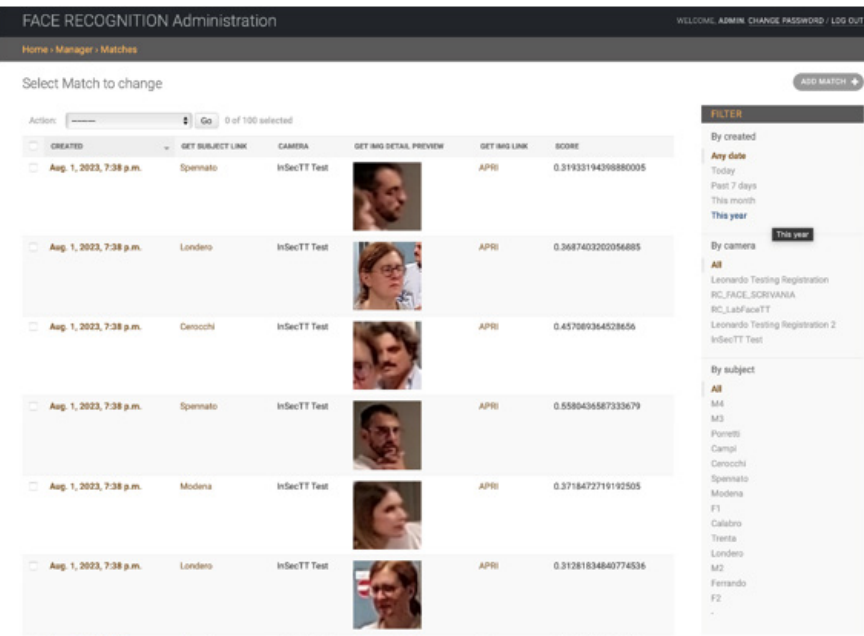 FACE RECOGNITION Administration
WELCOME, ADMIN. CHANGE PASSWORD / LOG OUT
Home › Manager › Matches
Select Match to change
ADD MATCH +
Action: --------- Go 0 of 100 selected
CREATED GET SUBJECT LINK CAMERA GET IMG DETAIL PREVIEW GET IMG LINK SCORE
Aug. 1, 2023, 7:38 p.m. Spennato InSecTT Test APRI 0.31933194398880005
Aug. 1, 2023, 7:38 p.m. Londero InSecTT Test APRI 0.3687403202056885
Aug. 1, 2023, 7:38 p.m. Cerocchi InSecTT Test APRI 0.457089364528656
Aug. 1, 2023, 7:38 p.m. Spennato InSecTT Test APRI 0.5580436587333679
Aug. 1, 2023, 7:38 p.m. Modena InSecTT Test APRI 0.3718472719192505
Aug. 1, 2023, 7:38 p.m. Londero InSecTT Test APRI 0.31281834840774536
FILTER
By created
Any date
Today
Past 7 days
This month
This year
This year
By camera
All
Leonardo Testing Registration
RC_FACE_SCRIVANIA
RC_LabFaceTT
Leonardo Testing Registration 2
InSecTT Test
By subject
All
M4
M3
Porretti
Campi
Cerocchi
Spennato
Modena
F1
Calabro
Trenta
Londero
M2
Ferrando
F2
-